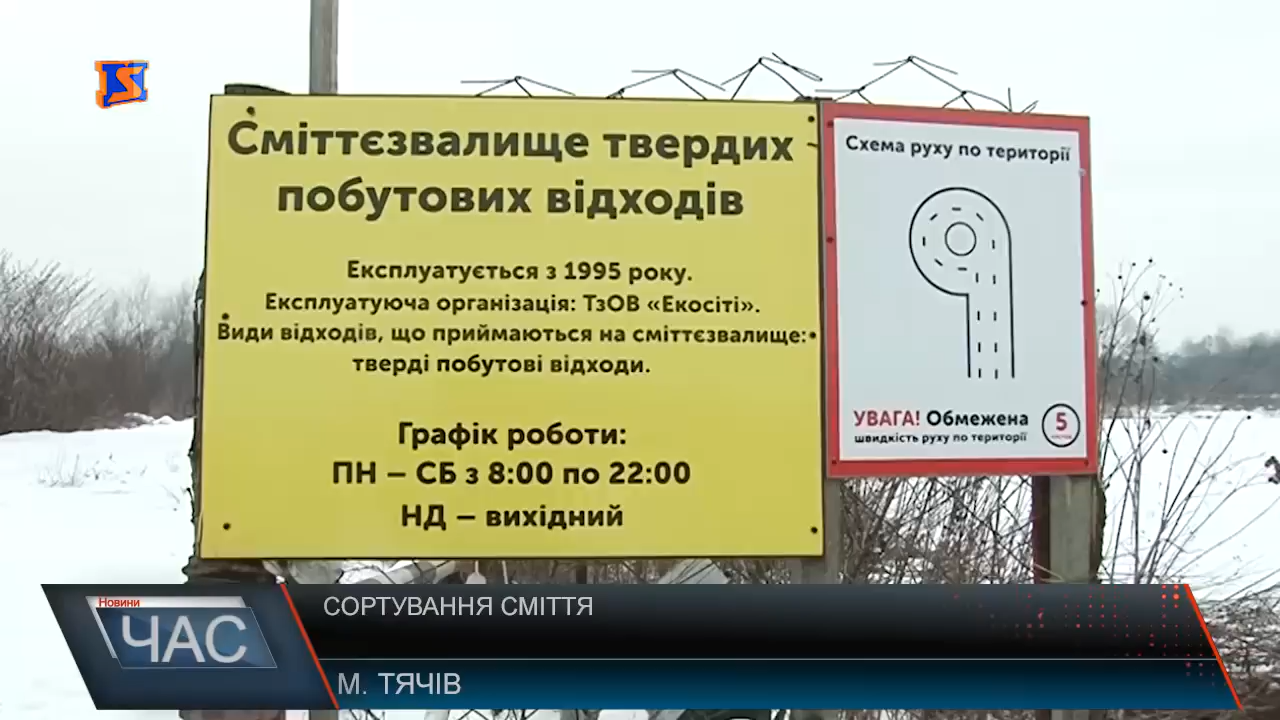 Сміттєзвалище твердих
побутових відходів
Експлуатується з 1995 року.
Експлуатуюча організація: ТзОВ «Екосіті».
Види відходів, що приймаються на сміттєзвалище:
тверді побутові відходи.
Графік роботи:
ПН – СБ з 8:00 по 22:00
НД – вихідний
Схема руху по території
УВАГА! Обмежена
швидкість руху по території
5
Новини
ЧАС
СОРТУВАННЯ СМІТТЯ
М. ТЯЧІВ